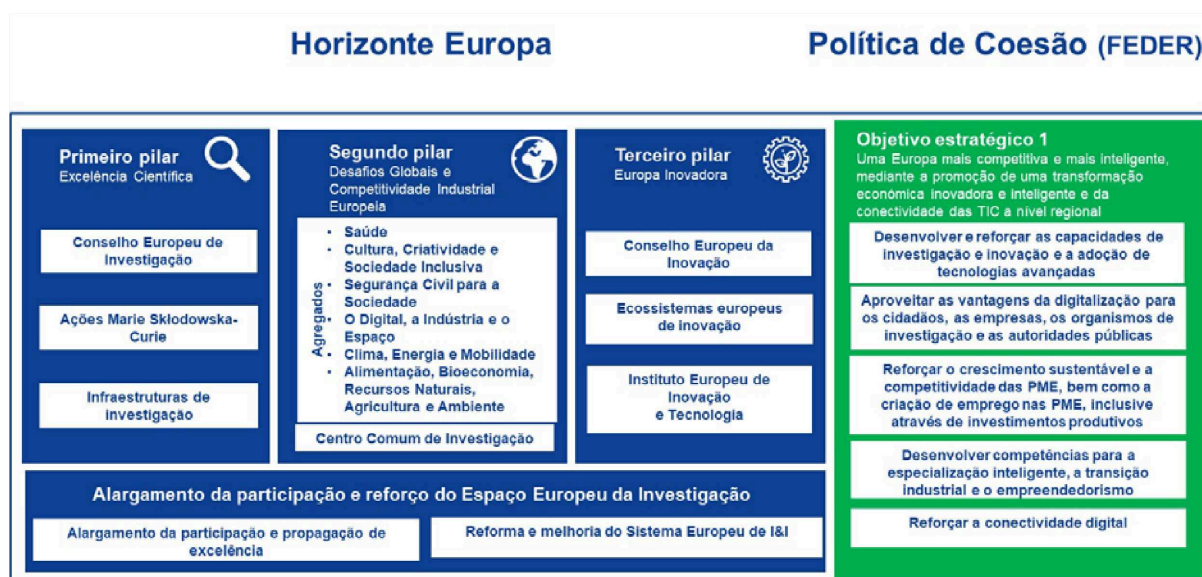 Horizonte Europa
Política de Coesão (FEDER)
Primeiro pilar
Excelência Científica
Conselho Europeu de
Investigação
Ações Marie Skłodowska-
Curie
Infraestruturas de
investigação
Segundo pilar
Desafios Globais e
Competitividade Industrial
Europeia
Agregados
• Saúde
• Cultura, Criatividade e
Sociedade Inclusiva
• Segurança Civil para a
Sociedade
• O Digital, a Indústria e o
Espaço
• Clima, Energia e Mobilidade
• Alimentação, Bioeconomia,
Recursos Naturais,
Agricultura e Ambiente
Centro Comum de Investigação
Terceiro pilar
Europa Inovadora
Conselho Europeu da
Inovação
Ecossistemas europeus
de inovação
Instituto Europeu de
Inovação
e Tecnologia
Alargamento da participação e reforço do Espaço Europeu da Investigação
Alargamento da participação e propagação de
excelência
Reforma e melhoria do Sistema Europeu de I&I
Objetivo estratégico 1
Uma Europa mais competitiva e mais inteligente,
mediante a promoção de uma transformação
económica inovadora e inteligente e da
conectividade das TIC a nível regional
Desenvolver e reforçar as capacidades de
investigação e inovação e a adoção de
tecnologias avançadas
Aproveitar as vantagens da digitalização para
os cidadãos, as empresas, os organismos de
investigação e as autoridades públicas
Reforçar o crescimento sustentável e a
competitividade das PME, bem como a
criação de emprego nas PME, inclusive
através de investimentos produtivos
Desenvolver competências para a
especialização inteligente, a transição
industrial e o empreendedorismo
Reforçar a conectividade digital